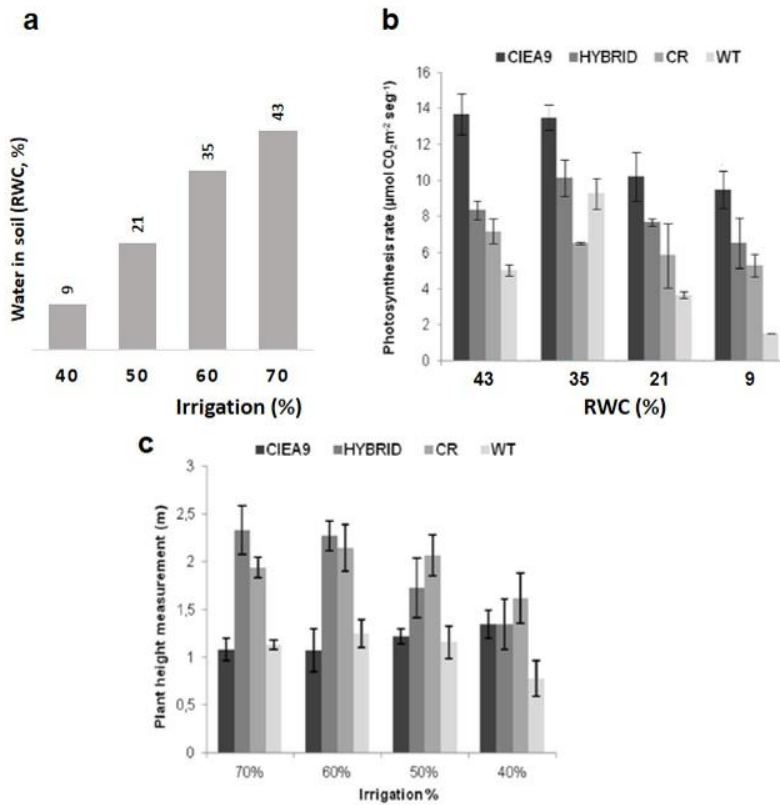 a
Water in soil (RWC, %)
9
21
35
43
40 50 60 70
Irrigation (%)
b
CIEA9 HYBRID CR WT
Photosynthesis rate (µmol C0₂m⁻² seg⁻¹)
16
14
12
10
8
6
4
2
0
43 35 21 9
RWC (%)
c
CIEA9 HYBRID CR WT
Plant height measurement (m)
3
2,5
2
1,5
1
0,5
0
70% 60% 50% 40%
Irrigation%